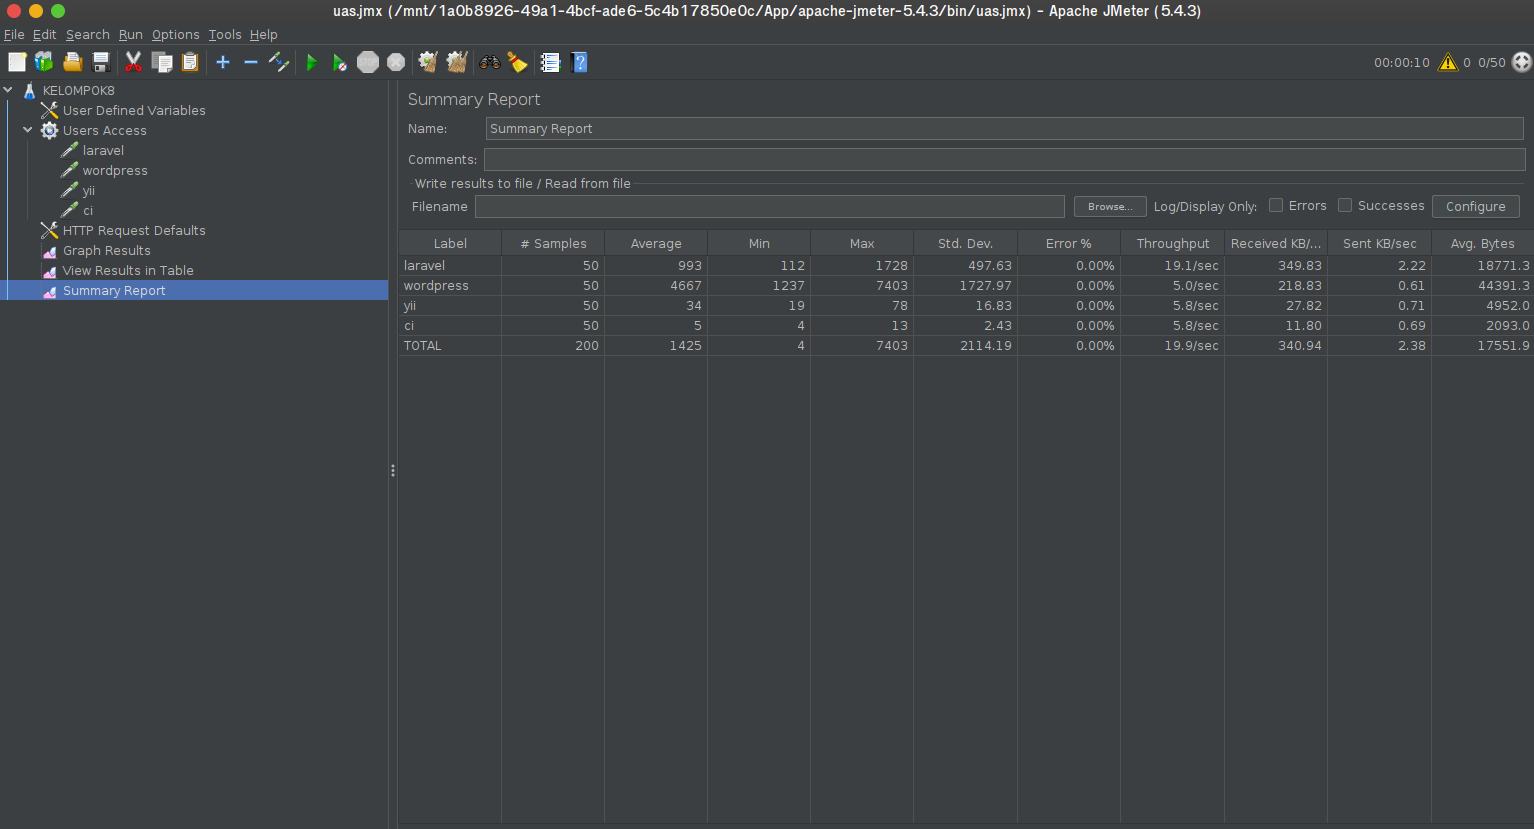 uas.jmx (/mnt/1a0b8926-49a1-4bcf-ade6-5c4b17850e0c/App/apache-jmeter-5.4.3/bin/uas.jmx) - Apache JMeter (5.4.3)
File Edit Search Run Options Tools Help
STOP 00:00:10 0 0/50
KELOMPOK8
User Defined Variables
Users Access
laravel
wordpress
yii
ci
HTTP Request Defaults
Graph Results
View Results in Table
Summary Report
Summary Report
Name: Summary Report
Comments:
Write results to file / Read from file
Filename Browse... Log/Display Only: Errors Successes Configure
Label # Samples Average Min Max Std. Dev. Error % Throughput Received KB/... Sent KB/sec Avg. Bytes
laravel 50 993 112 1728 497.63 0.00% 19.1/sec 349.83 2.22 18771.3
wordpress 50 4667 1237 7403 1727.97 0.00% 5.0/sec 218.83 0.61 44391.3
yii 50 34 19 78 16.83 0.00% 5.8/sec 27.82 0.71 4952.0
ci 50 5 4 13 2.43 0.00% 5.8/sec 11.80 0.69 2093.0
TOTAL 200 1425 4 7403 2114.19 0.00% 19.9/sec 340.94 2.38 17551.9